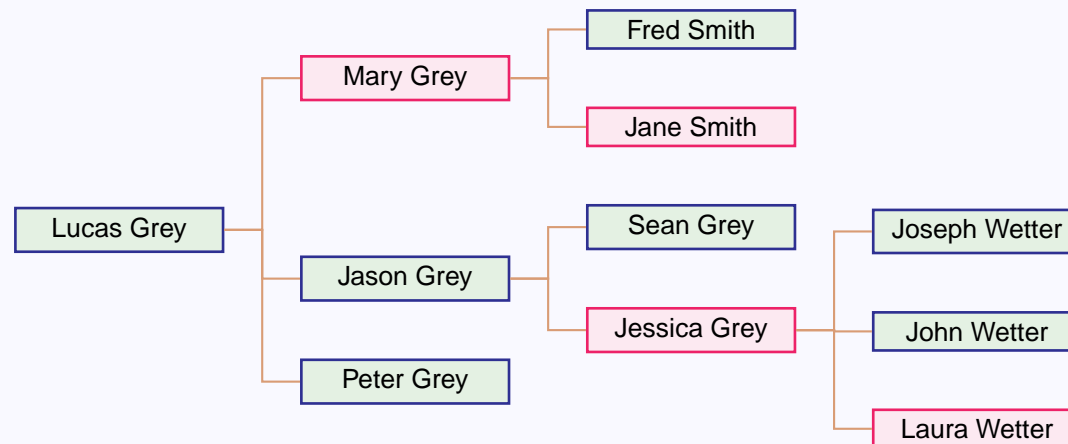 Fred Smith
Mary Grey
Jane Smith
Lucas Grey
Sean Grey
Joseph Wetter
Jason Grey
Jessica Grey
John Wetter
Peter Grey
Laura Wetter